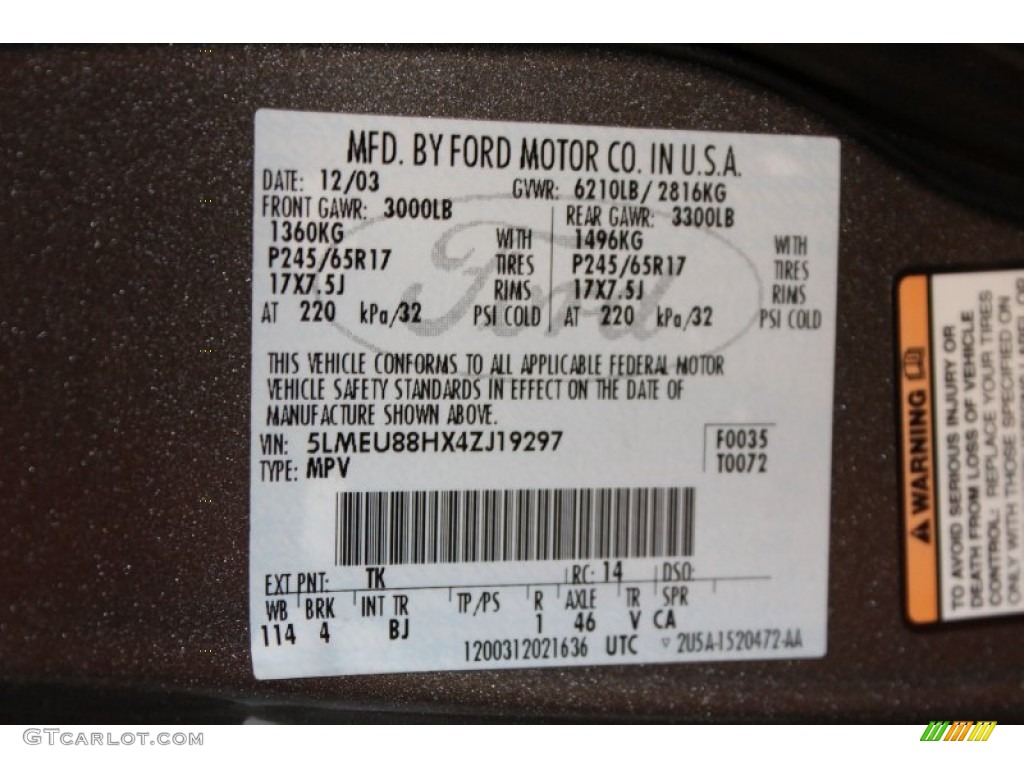 MFD. BY FORD MOTOR CO. IN U.S.A.
DATE: 12/03 GVWR: 6210LB/ 2816KG
FRONT GAWR: 3000LB REAR GAWR: 3300LB
1360KG WITH 1496KG WITH
P245/65R17 TIRES P245/65R17 TIRES
17X7.5J RIMS 17X7.5J RIMS
AT 220 kPa/32 PSI COLD AT 220 kPa/32 PSI COLD
Ford
THIS VEHICLE CONFORMS TO ALL APPLICABLE FEDERAL MOTOR
VEHICLE SAFETY STANDARDS IN EFFECT ON THE DATE OF
MANUFACTURE SHOWN ABOVE.
VIN: 5LMEU88HX4ZJ19297 F0035
TYPE: MPV T0072
EXT PNT: TK RC: 14 DSO:
WB BRK INT TR TP/PS R AXLE TR SPR
114 4 BJ 1 46 V CA
1200312021636 UTC ▽ 2U5A-1520472-AA
WARNING
TO AVOID SERIOUS INJURY OR
DEATH FROM LOSS OF VEHICLE
CONTROL: REPLACE YOUR TIRES
ONLY WITH THOSE SHOWN ON
GTcarlot.com